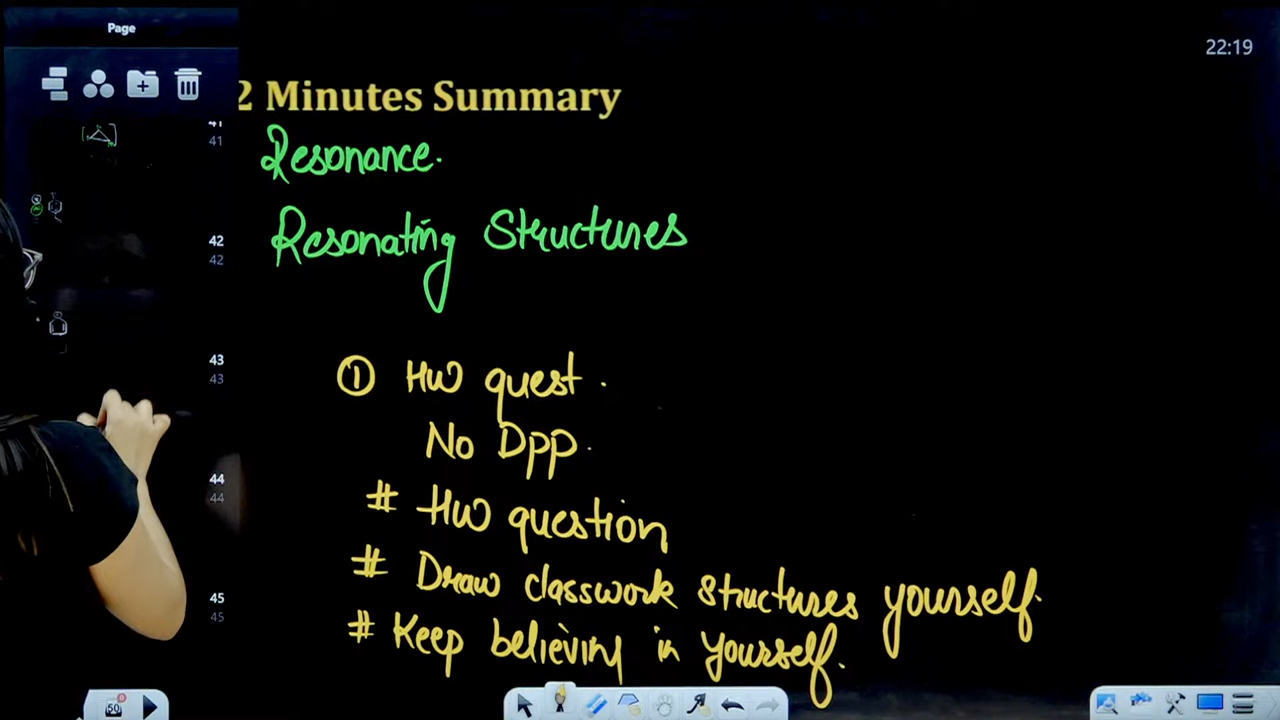 Page
22:19
2 Minutes Summary
Resonance.
Resonating Structures
① HW quest.
No Dpp.
# HW question
# Draw classwork structures yourself.
# Keep believing in yourself.
41
41
42
42
43
43
44
44
45
45
50